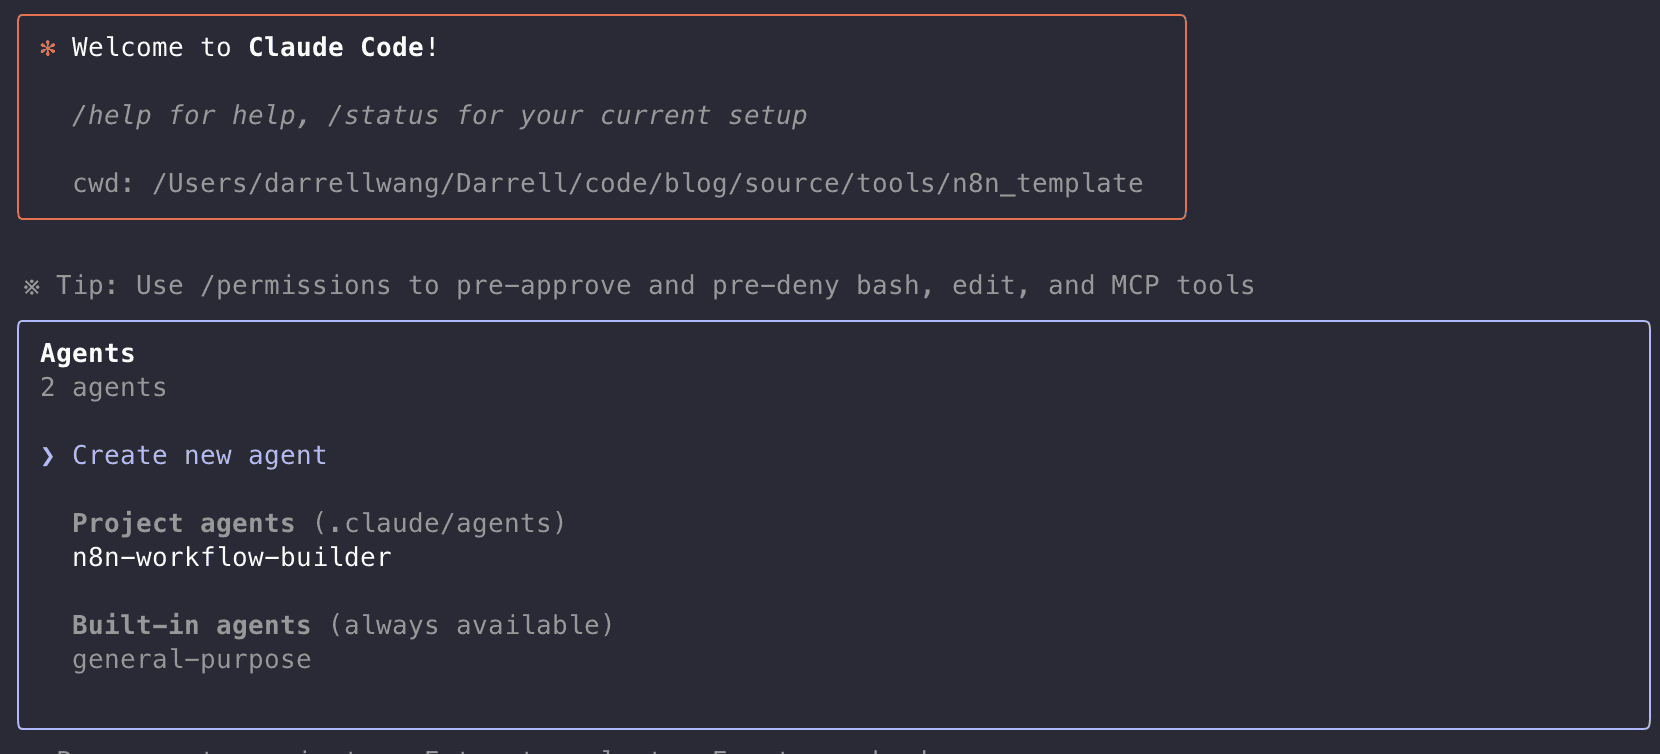 ✻ Welcome to Claude Code!
/help for help, /status for your current setup
cwd: /Users/darrellwang/Darrell/code/blog/source/tools/n8n_template
※ Tip: Use /permissions to pre-approve and pre-deny bash, edit, and MCP tools
Agents
2 agents
❯ Create new agent
Project agents (.claude/agents)
n8n-workflow-builder
Built-in agents (always available)
general-purpose